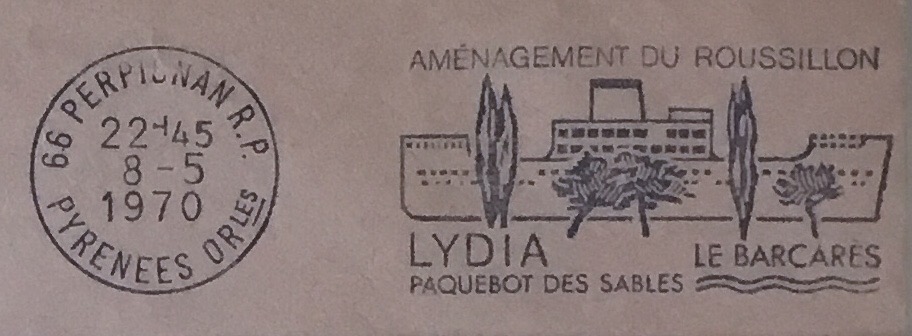 66 PERPIGNAN R.P.
22H45
8-5
1970
PYRENEES ORLES
AMÉNAGEMENT DU ROUSSILLON
LYDIA
PAQUEBOT DES SABLES
LE BARCARES